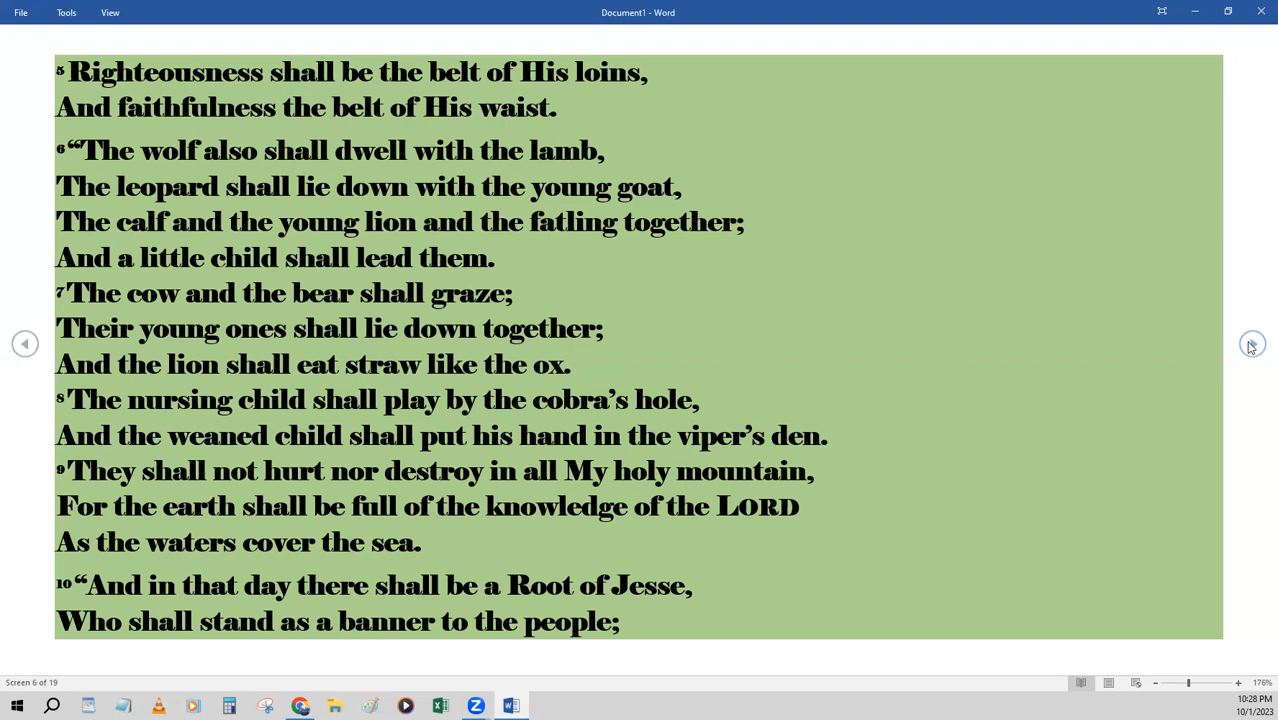 File Tools View Document1 - Word
5 Righteousness shall be the belt of His loins,
And faithfulness the belt of His waist.
6 “The wolf also shall dwell with the lamb,
The leopard shall lie down with the young goat,
The calf and the young lion and the fatling together;
And a little child shall lead them.
7 The cow and the bear shall graze;
Their young ones shall lie down together;
And the lion shall eat straw like the ox.
8 The nursing child shall play by the cobra’s hole,
And the weaned child shall put his hand in the viper’s den.
9 They shall not hurt nor destroy in all My holy mountain,
For the earth shall be full of the knowledge of the LORD
As the waters cover the sea.
10 “And in that day there shall be a Root of Jesse,
Who shall stand as a banner to the people;
Screen 6 of 19
176%
10:28 PM
10/1/2023